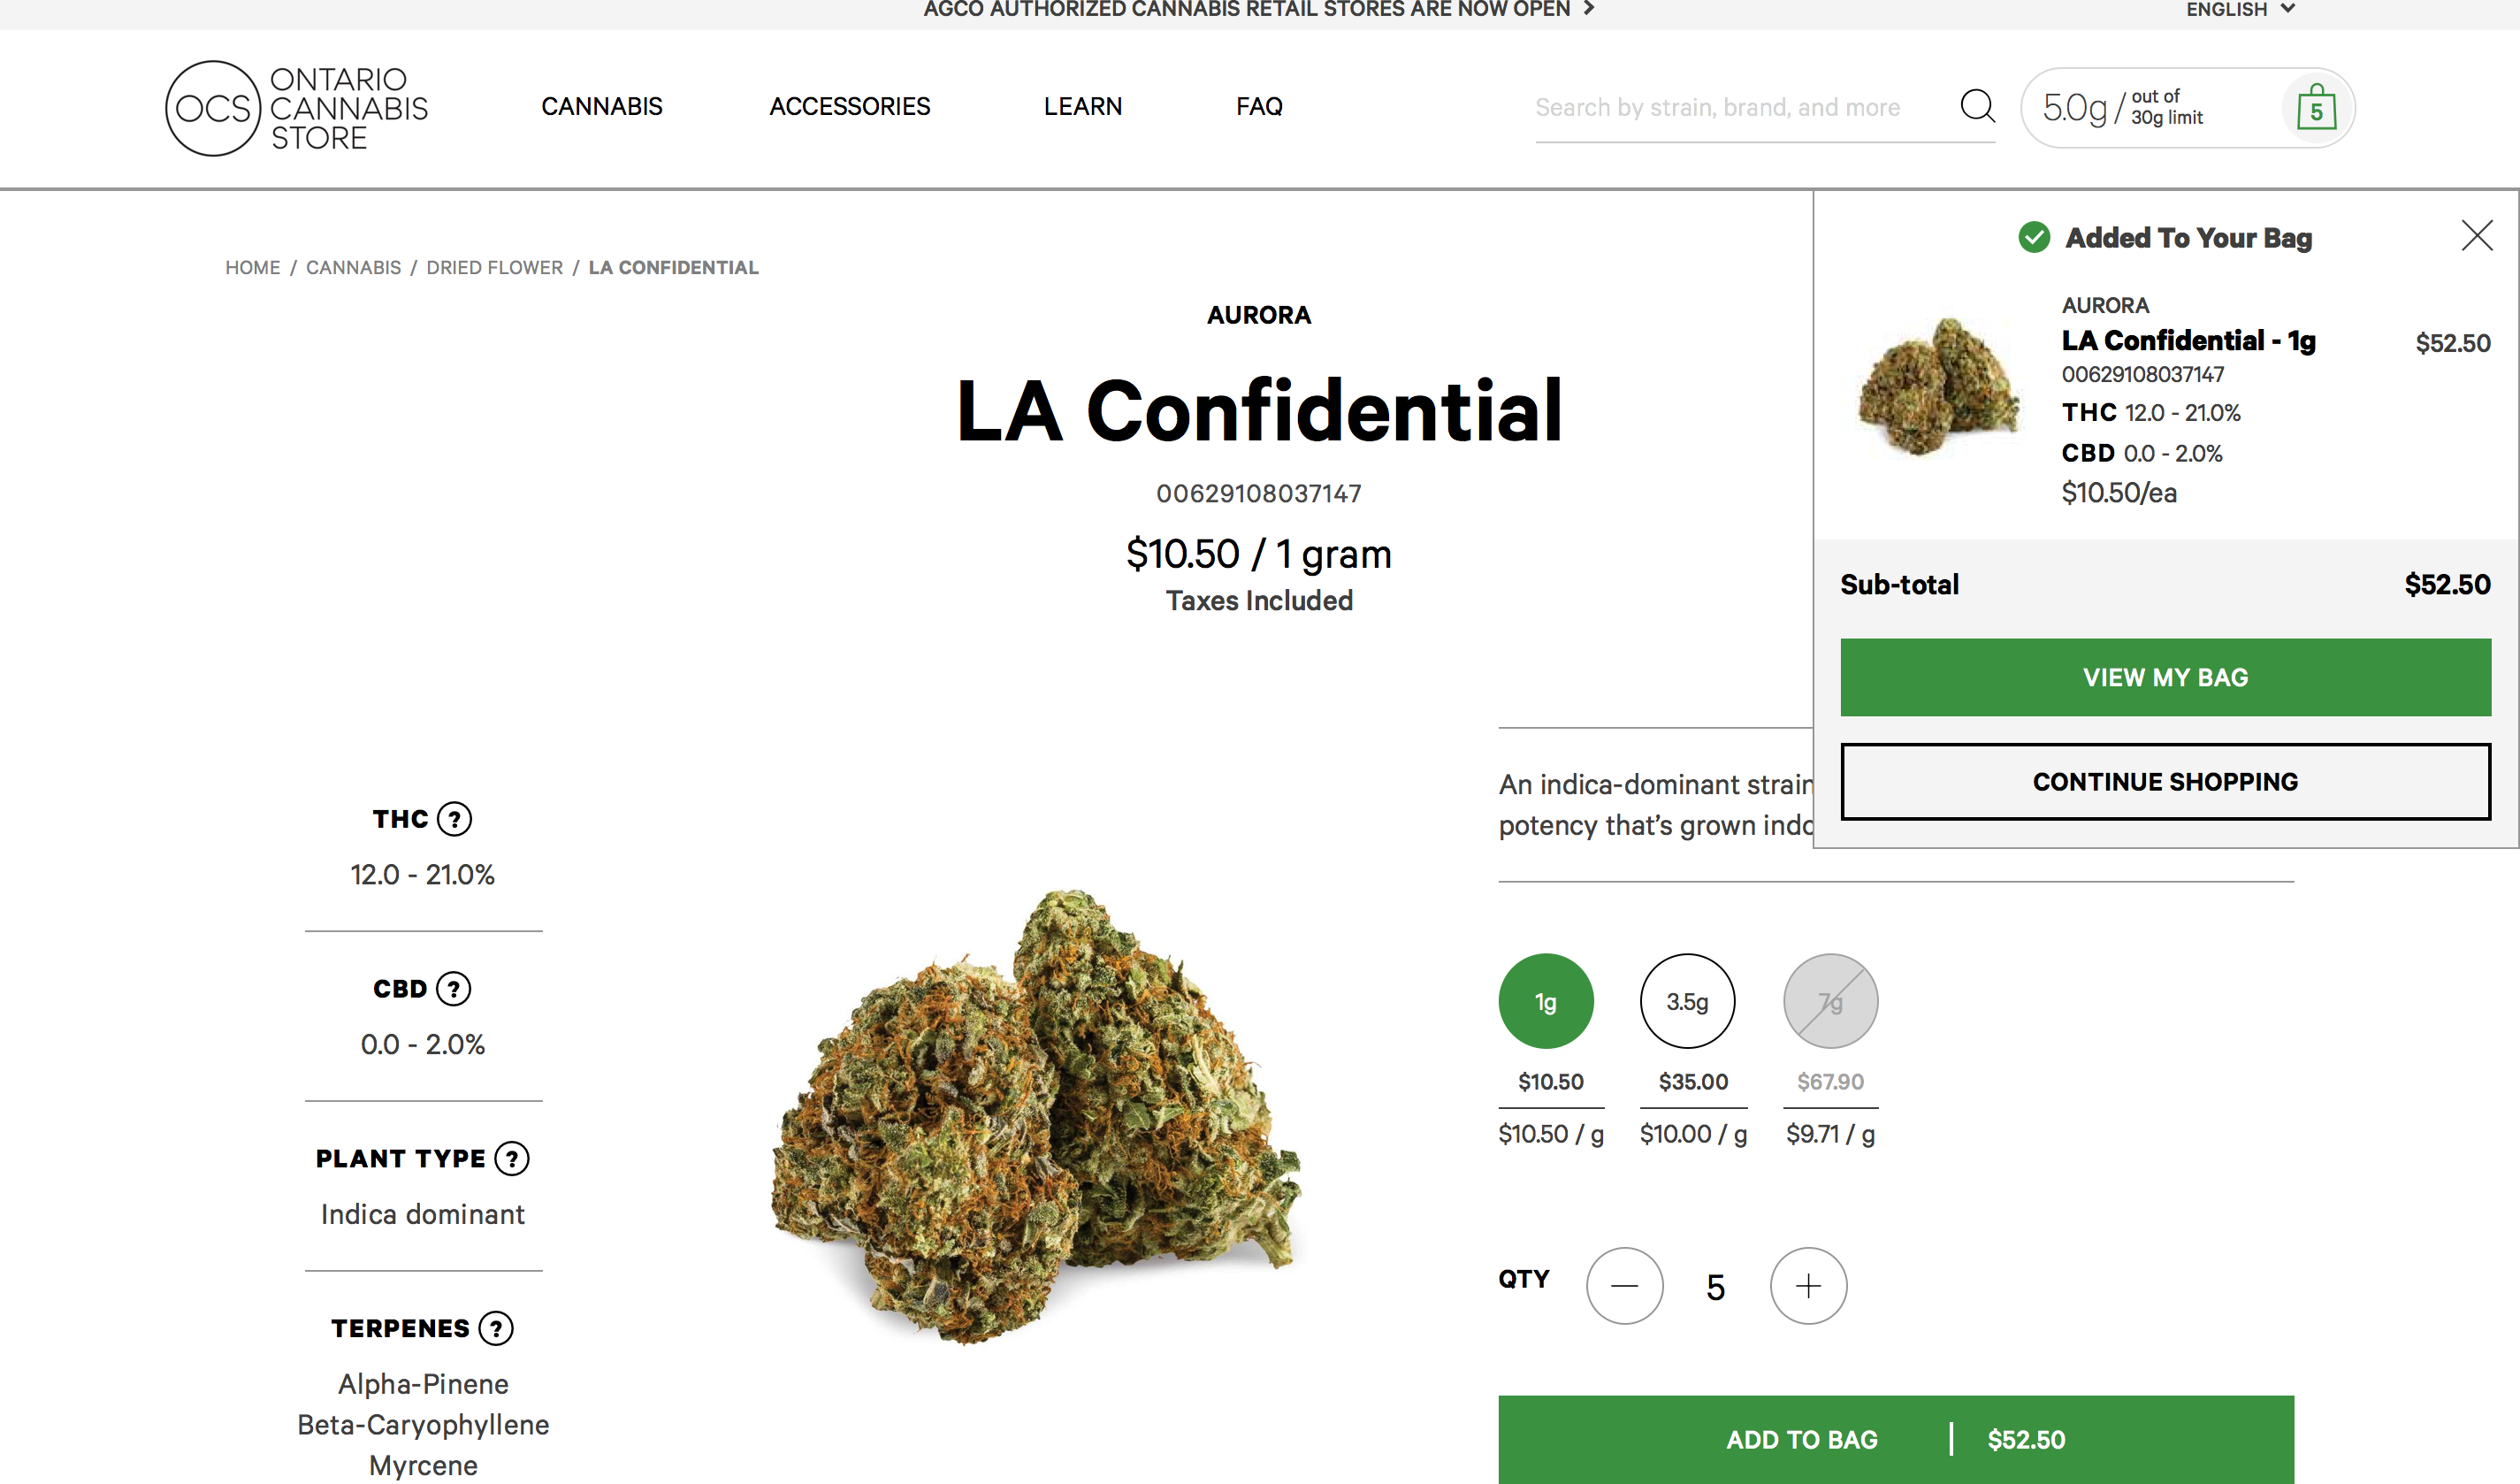 AGCO AUTHORIZED CANNABIS RETAIL STORES ARE NOW OPEN
ENGLISH
OCS
ONTARIO
CANNABIS
STORE
CANNABIS
ACCESSORIES
LEARN
FAQ
Search by strain, brand, and more
5.0g / out of
30g limit
5
HOME / CANNABIS / DRIED FLOWER / LA CONFIDENTIAL
AURORA
LA Confidential
00629108037147
$10.50 / 1 gram
Taxes Included
Added To Your Bag
AURORA
LA Confidential - 1g
$52.50
00629108037147
THC 12.0 - 21.0%
CBD 0.0 - 2.0%
$10.50/ea
Sub-total
$52.50
VIEW MY BAG
CONTINUE SHOPPING
THC ?
12.0 - 21.0%
CBD ?
0.0 - 2.0%
PLANT TYPE ?
Indica dominant
TERPENES ?
Alpha-Pinene
Beta-Caryophyllene
Myrcene
An indica-dominant strain
potency that's grown
1g
3.5g
7g
$10.50
$35.00
$67.90
$10.50 / g
$10.00 / g
$9.71 / g
QTY
5
ADD TO BAG | $52.50